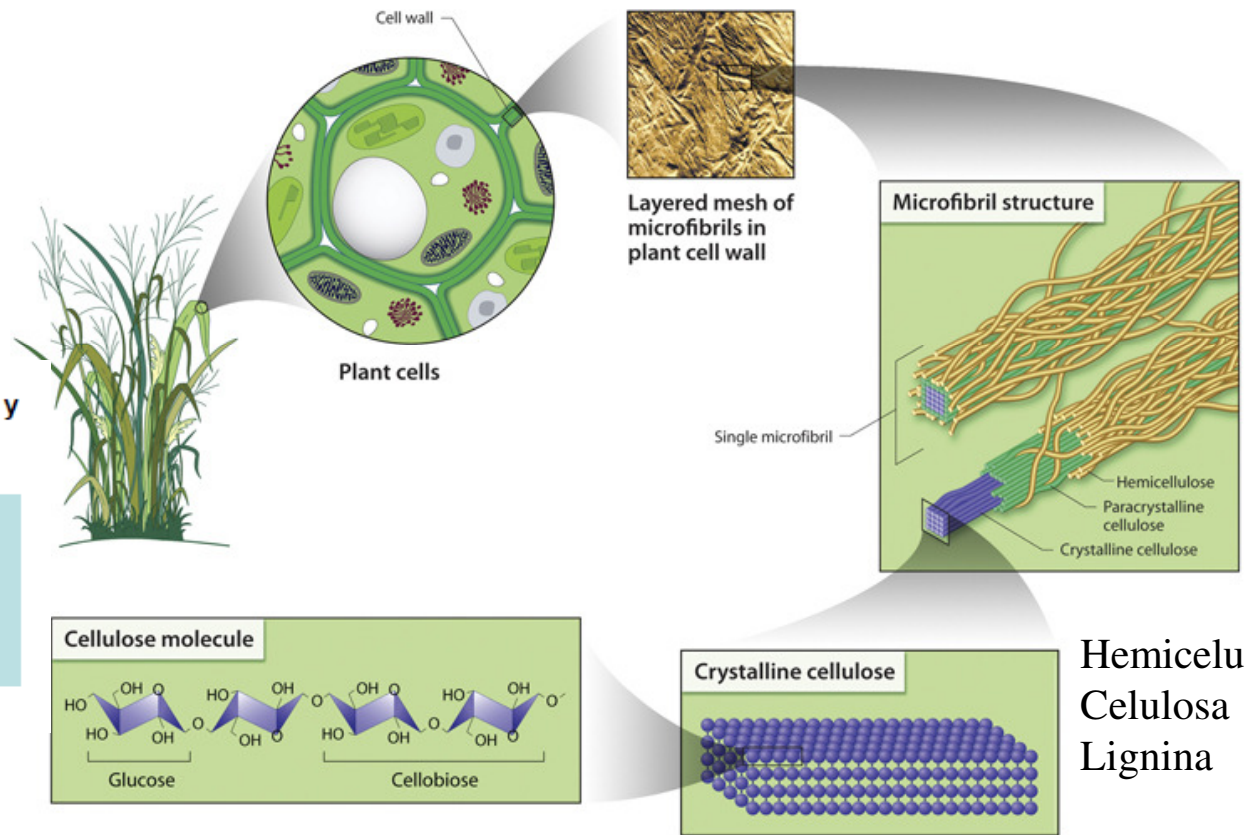 Cell wall
Plant cells
Layered mesh of
microfibrils in
plant cell wall
Microfibril structure
Single microfibril
Hemicellulose
Paracrystalline
cellulose
Crystalline cellulose
y
Cellulose molecule
HO
OH
O
HO
OH
O
HO
OH
OH
O
O
HO
OH
O
HO
OH
O
HO
OH
OH
O
O
Glucose
Cellobiose
Crystalline cellulose
Hemicelu
Celulosa
Lignina